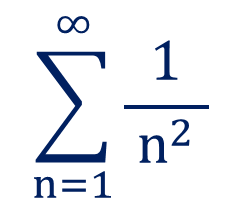 ∞
∑ 1/n²
n=1